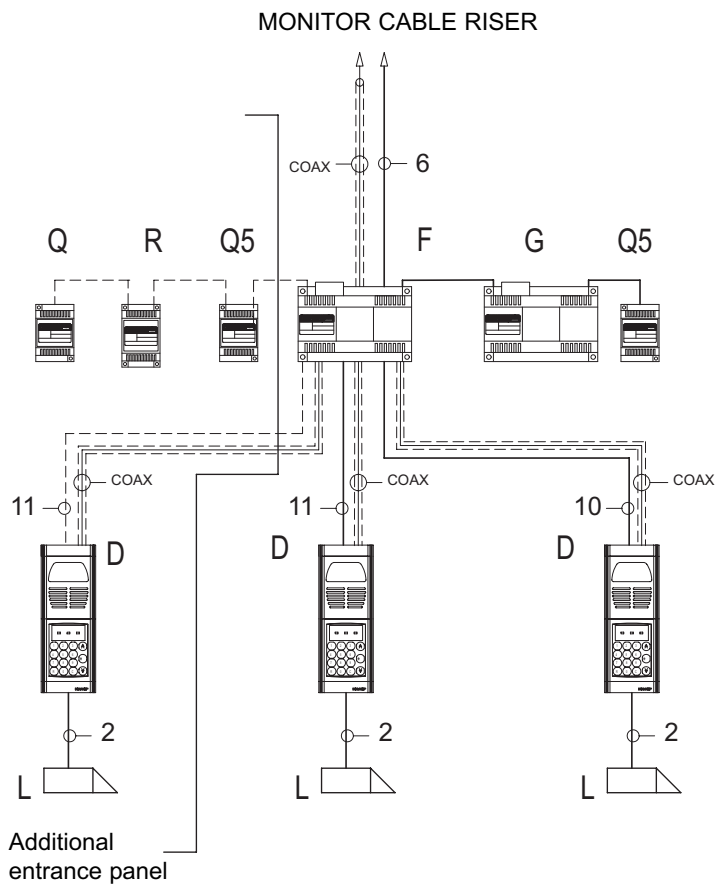 MONITOR CABLE RISER
COAX
6
Q
R
Q5
F
G
Q5
COAX
COAX
COAX
11
11
10
D
D
D
2
2
2
L
L
L
Additional
entrance panel